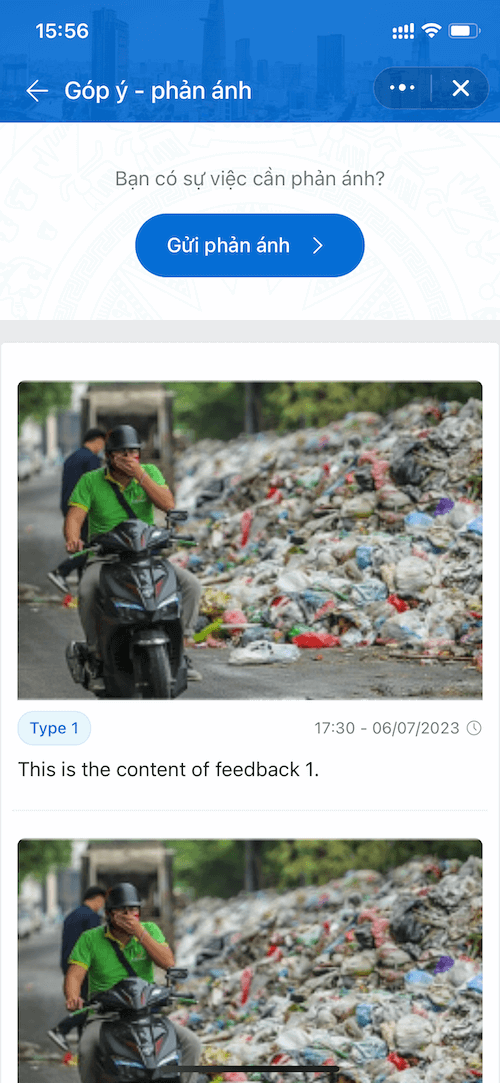 15:56
Góp ý - phản ánh
Bạn có sự việc cần phản ánh?
Gửi phản ánh
Type 1
17:30 - 06/07/2023
This is the content of feedback 1.